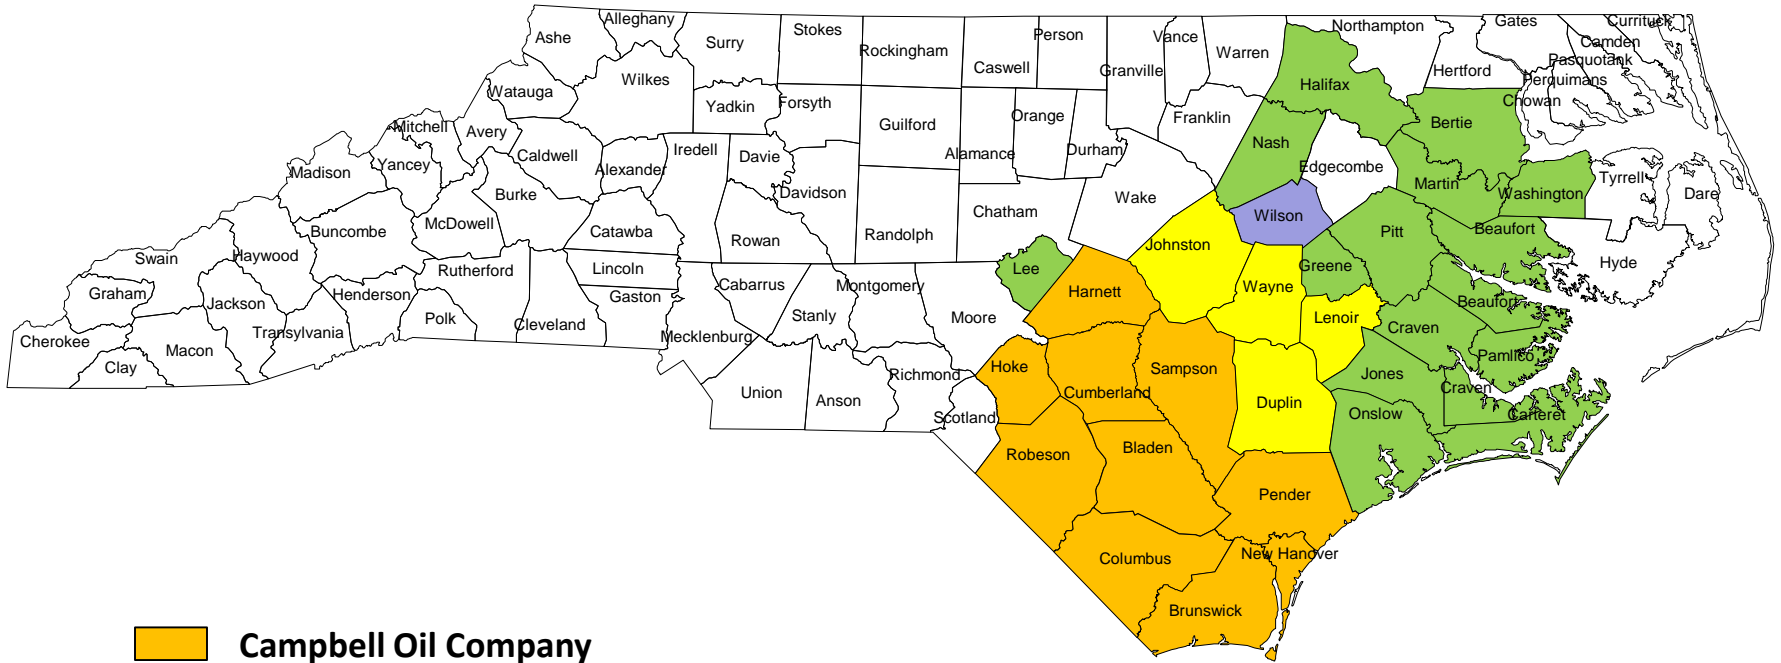 Alleghany
Ashe
Surry
Stokes
Rockingham
Caswell
Person
Granville
Vance
Warren
Northampton
Gates
Currituck
Camden
Pasquotank
Perquimans
Chowan
Hertford
Halifax
Bertie
Wilkes
Watauga
Yadkin
Forsyth
Guilford
Alamance
Orange
Durham
Franklin
Nash
Edgecombe
Martin
Washington
Tyrrell
Dare
Mitchell
Avery
Yancey
Madison
Caldwell
Alexander
Iredell
Davie
Davidson
Randolph
Chatham
Wake
Johnston
Wilson
Pitt
Beaufort
Hyde
Burke
McDowell
Buncombe
Haywood
Swain
Catawba
Rowan
Lee
Harnett
Wayne
Greene
Lenoir
Craven
Beaufort
Pamlico
Graham
Jackson
Henderson
Rutherford
Lincoln
Gaston
Cabarrus
Montgomery
Moore
Cherokee
Clay
Macon
Transylvania
Polk
Cleveland
Mecklenburg
Stanly
Union
Anson
Richmond
Scotland
Hoke
Cumberland
Sampson
Duplin
Jones
Craven
Onslow
Carteret
Robeson
Bladen
Pender
Columbus
New Hanover
Brunswick
Campbell Oil Company